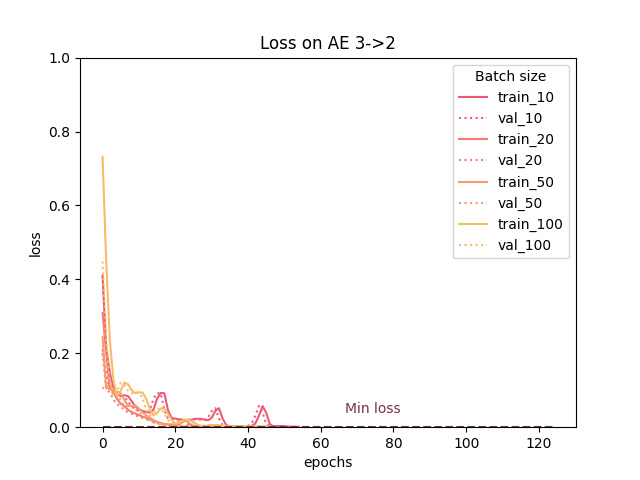 Loss on AE 3->2
1.0
0.8
0.6
0.4
0.2
0.0
loss
Batch size
train_10
val_10
train_20
val_20
train_50
val_50
train_100
val_100
Min loss
0 20 40 60 80 100 120
epochs